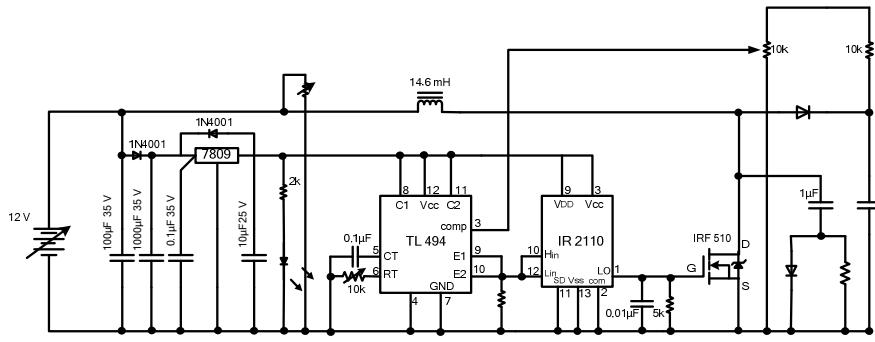 10k
10k
14.6 mH
1N4001
1N4001
7809
2k
8
12
11
9
3
C1
Vcc
C2
VDD
Vcc
1µF
12 V
100µF 35 V
1000µF 35 V
0.1µF 35 V
10µF25 V
comp
3
TL 494
IR 2110
IRF 510
D
0.1µF
5
CT
E1
9
10
Hin
6
RT
E2
10
12
Lin
LO
1
G
10k
GND
SD
Vss
com
S
4
7
11
13
2
0.01µF
5k